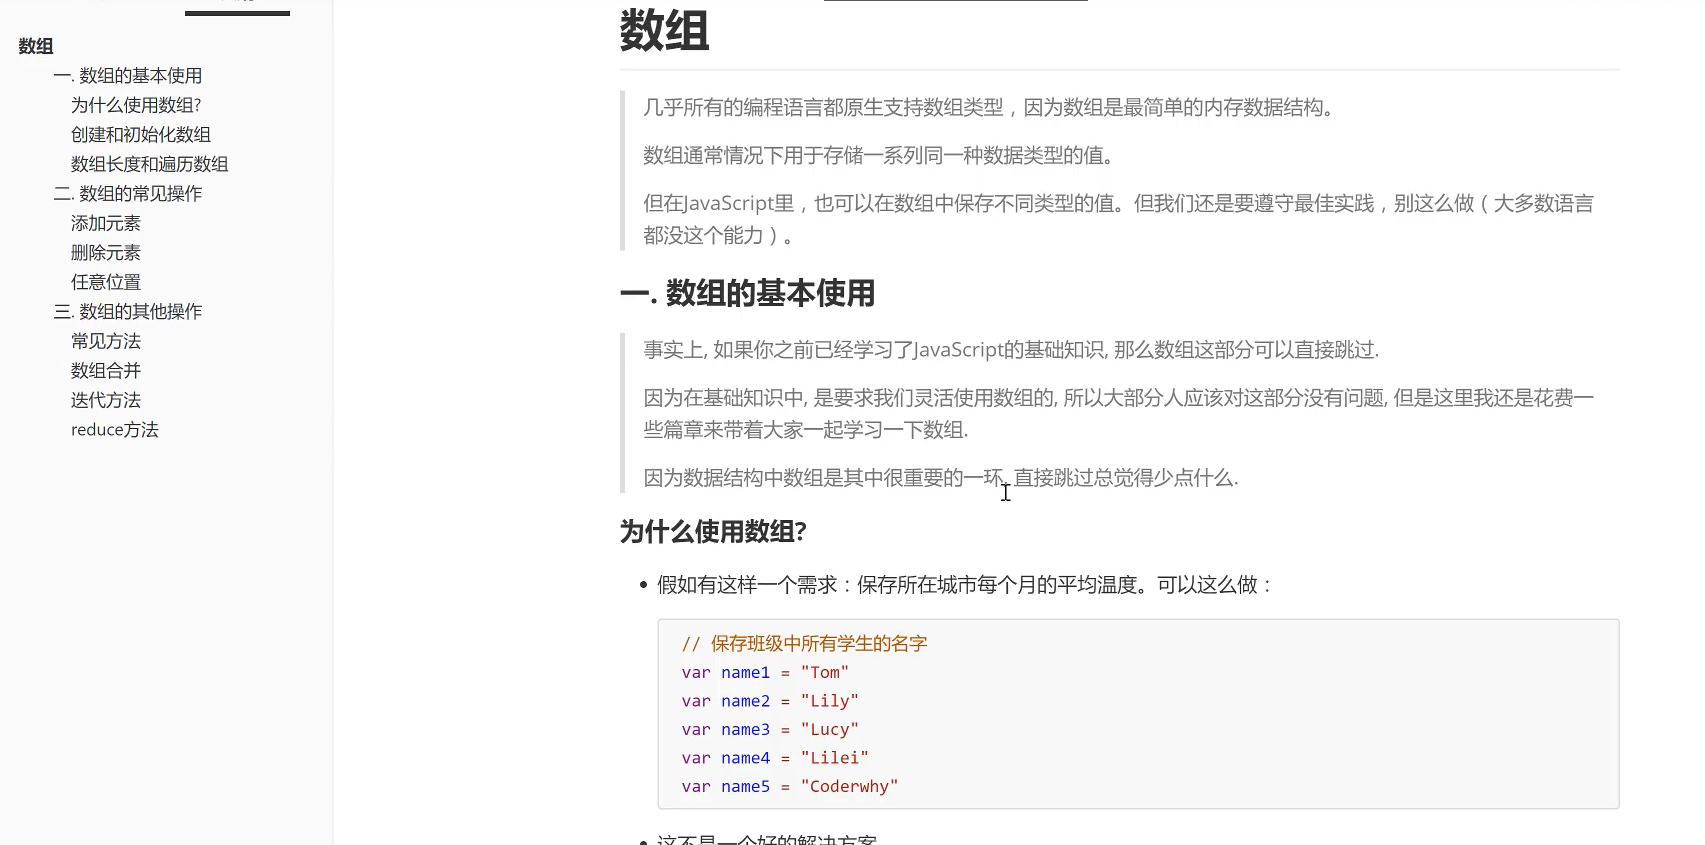 数组
一. 数组的基本使用
为什么使用数组?
创建和初始化数组
数组长度和遍历数组
二. 数组的常见操作
添加元素
删除元素
任意位置
三. 数组的其他操作
常见方法
数组合并
迭代方法
reduce方法
数组
几乎所有的编程语言都原生支持数组类型，因为数组是最简单的内存数据结构。
数组通常情况下用于存储一系列同一种数据类型的值。
但在JavaScript里，也可以在数组中保存不同类型的值。但我们还是要遵守最佳实践，别这么做（大多数语言
都没这个能力）。
一. 数组的基本使用
事实上, 如果你之前已经学习了JavaScript的基础知识, 那么数组这部分可以直接跳过.
因为在基础知识中, 是要求我们灵活使用数组的, 所以大部分人应该对这部分没有问题, 但是这里我还是花费一
些篇章来带着大家一起学习一下数组.
因为数据结构中数组是其中很重要的一环, 直接跳过总觉得少点什么.
为什么使用数组?
假如有这样一个需求：保存所在城市每个月的平均温度。可以这么做：
// 保存班级中所有学生的名字
var name1 = "Tom"
var name2 = "Lily"
var name3 = "Lucy"
var name4 = "Lilei"
var name5 = "Coderwhy"
这不是一个好的解决方案